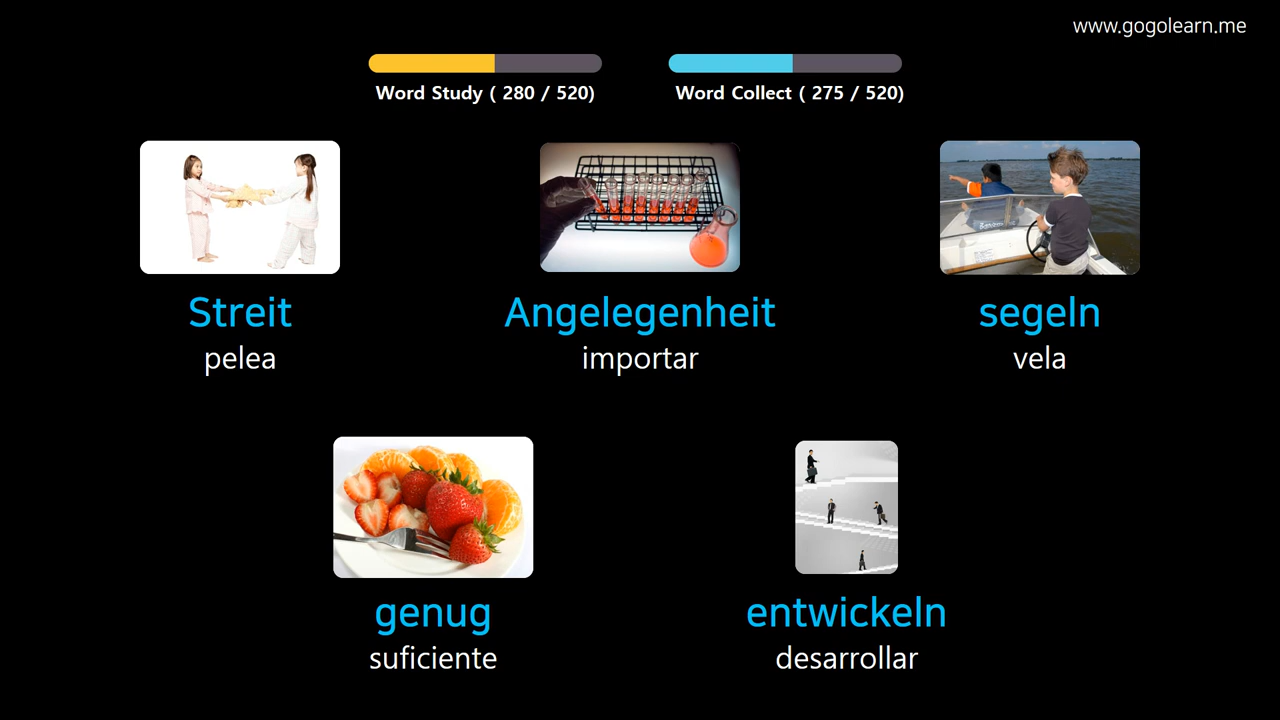 www.gogolearn.me
Word Study ( 280 / 520)
Word Collect ( 275 / 520)
Streit
pelea
Angelegenheit
importar
segeln
vela
genug
suficiente
entwickeln
desarrollar